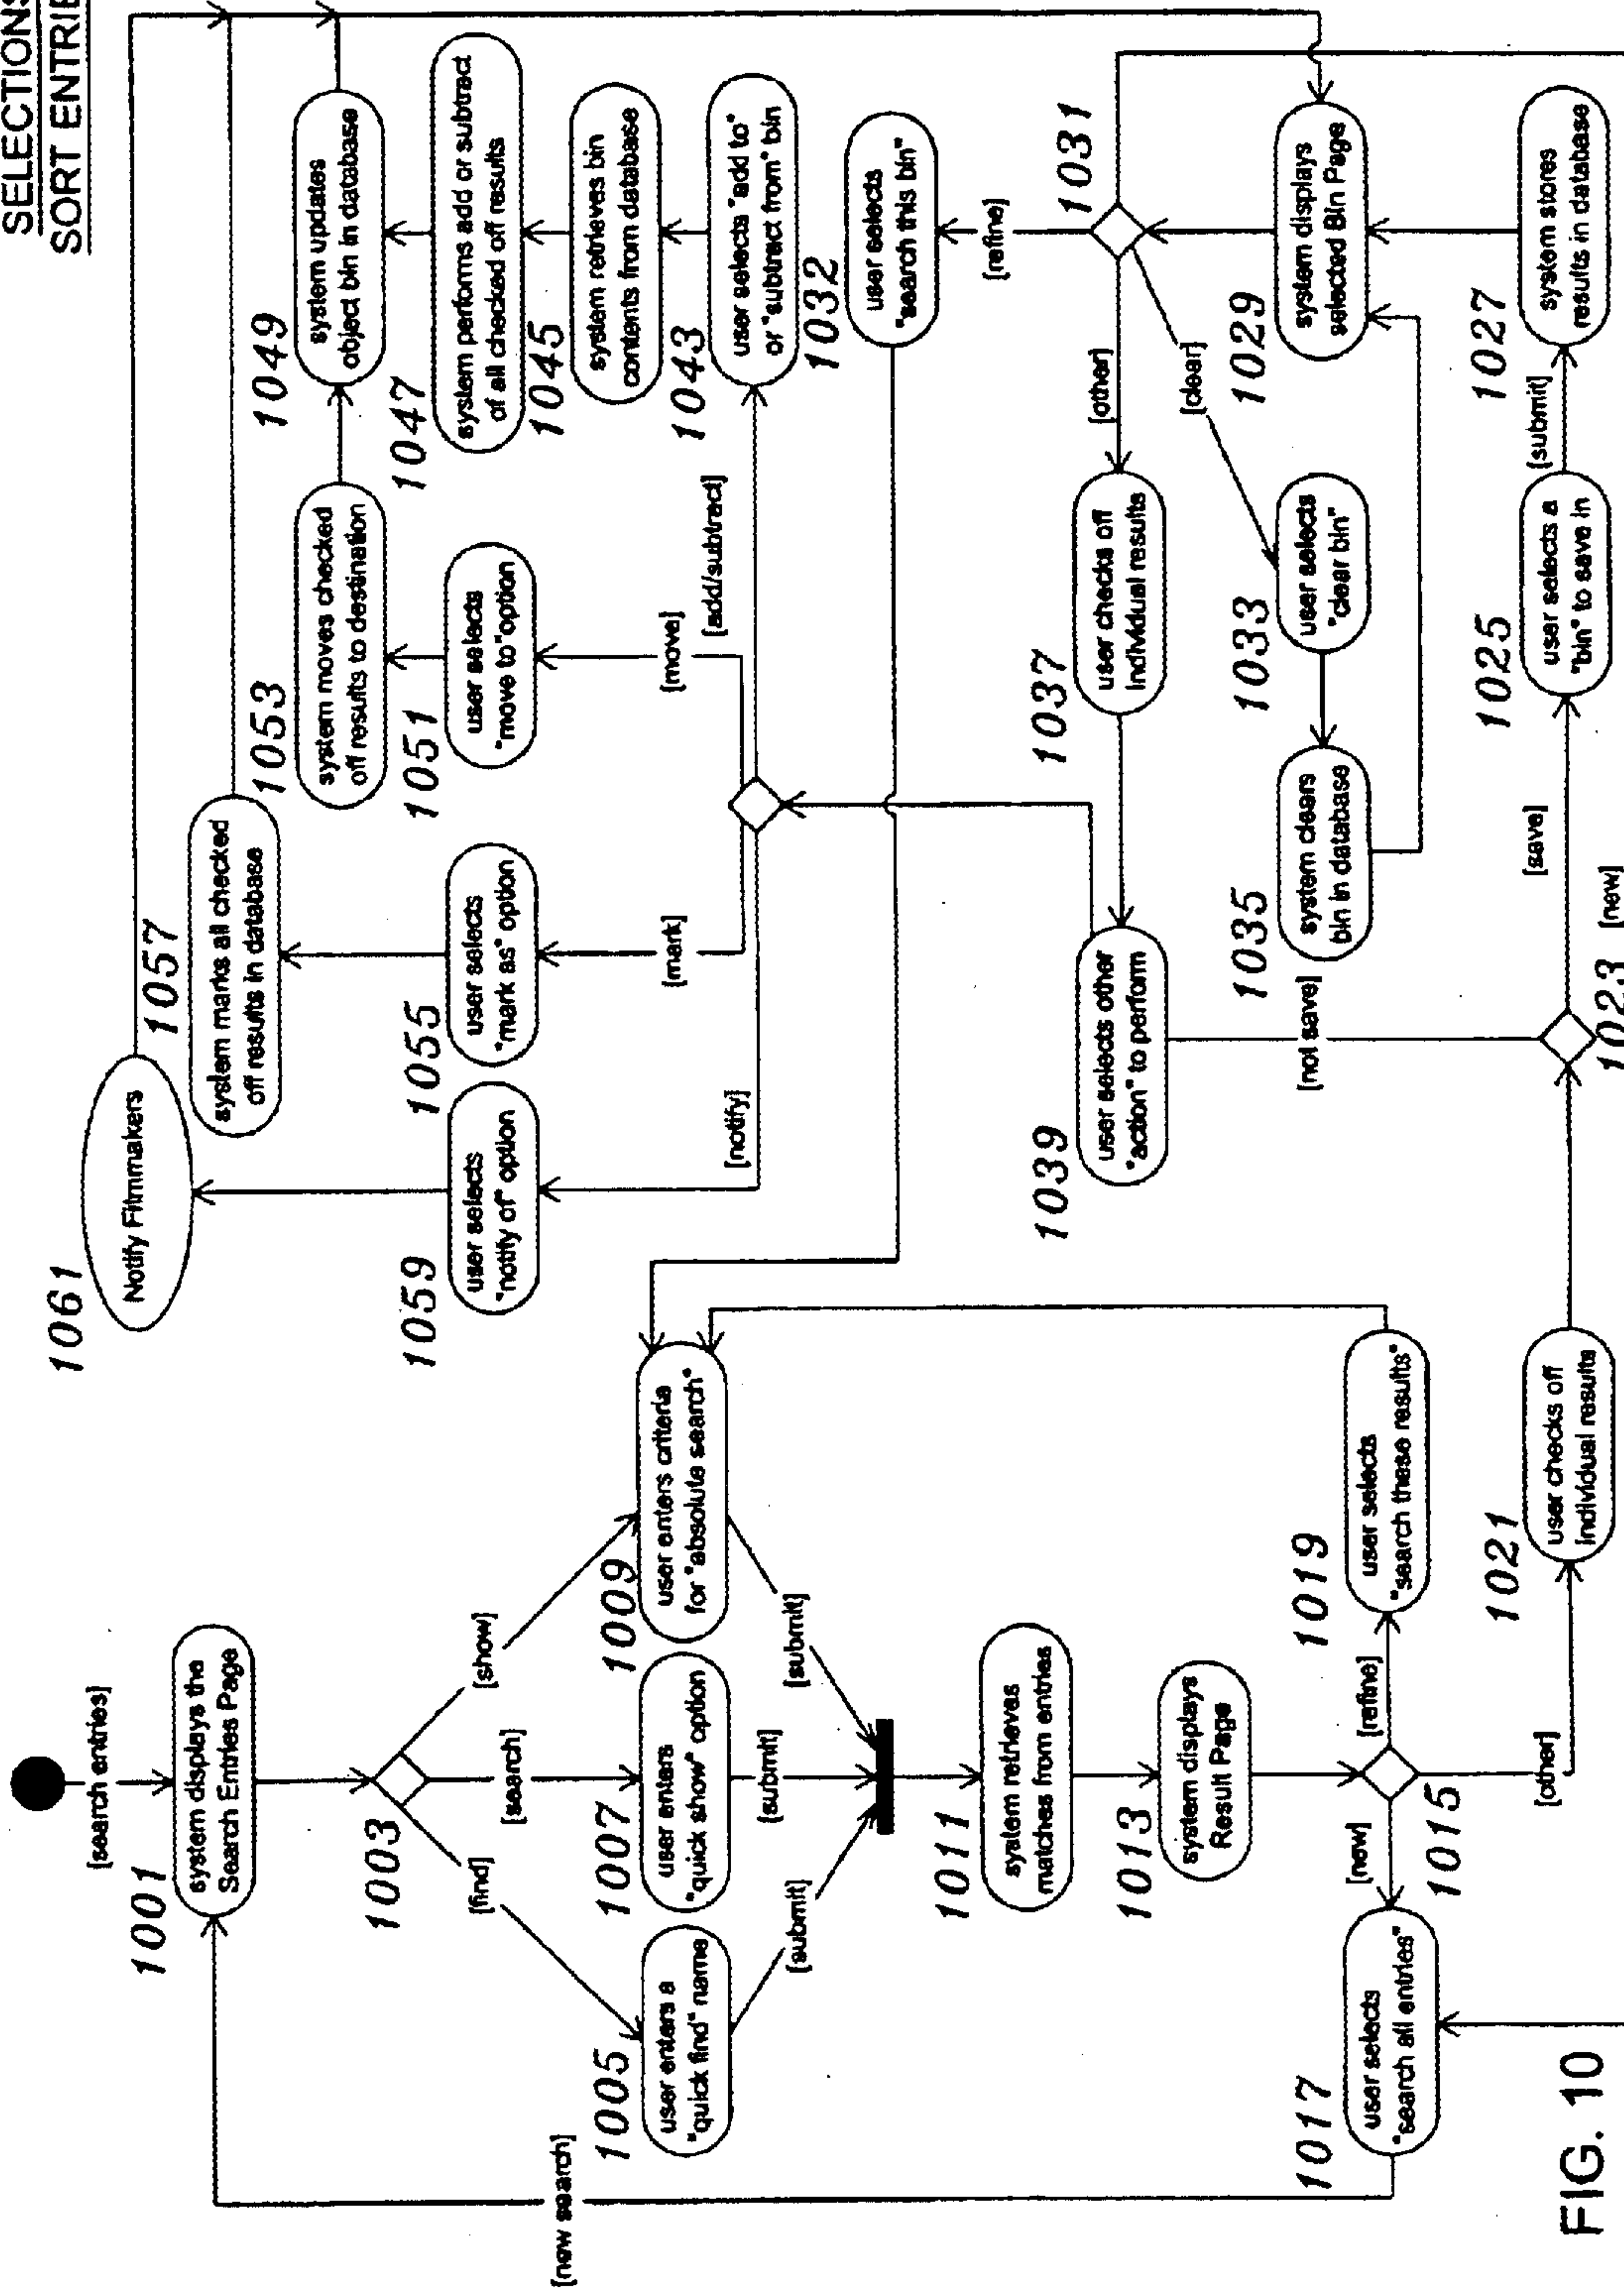 SELECTIONS
SORT ENTRIE
[search entries]
1001
system displays the
Search Entries Page
1003
[find]
[search]
[show]
1005
user enters a
"quick find" name
1007
user enters
"quick show" option
1009
user enters criteria
for "absolute search"
[submit]
[submit]
[submit]
[new search]
1011
system retrieves
matches from entries
1013
system displays
Result Page
1015
[new]
[refine]
[other]
1017
user selects
"search all entries"
1019
user selects
"search these results"
1021
user checks off
individual results
1023
[new]
[save]
[not save]
1025
user selects a
"bin" to save in
[submit]
1027
system stores
results in database
1029
system displays
selected Bin Page
1031
[refine]
[other]
[clear]
1032
user selects
"search this bin"
1033
user selects
"clear bin"
1035
system clears
bin in database
1037
user checks off
individual results
1039
user selects other
"action" to perform
[notify]
[mark]
[move]
[add/subtract]
1043
user selects "add to"
or "subtract from" bin
1045
system retrieves bin
contents from database
1047
system performs add or subtract
of all checked off results
1049
system updates
object bin in database
1051
user selects
"move to"option
1053
system moves checked
off results to destination
1055
user selects
"mark as" option
1057
system marks all checked
off results in database
1059
user selects
"notify of" option
1061
Notify Filmmakers
FIG. 10